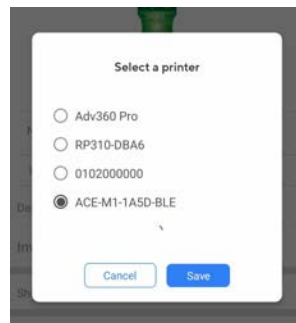 Select a printer
Adv360 Pro
RP310-DBA6
0102000000
ACE-M1-1A5D-BLE
Cancel
Save